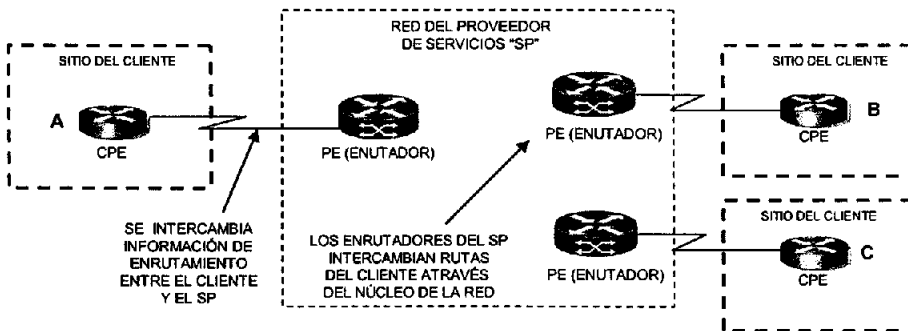 RED DEL PROVEEDOR
DE SERVICIOS "SP"
SITIO DEL CLIENTE
A
CPE
PE (ENUTADOR)
PE (ENUTADOR)
SITIO DEL CLIENTE
B
CPE
SE INTERCAMBIA
INFORMACIÓN DE
ENRUTAMIENTO
ENTRE EL CLIENTE
Y EL SP
LOS ENRUTADORES DEL SP
INTERCAMBIAN RUTAS
DEL CLIENTE ATRAVÉS
DEL NÚCLEO DE LA RED
PE (ENUTADOR)
SITIO DEL CLIENTE
C
CPE